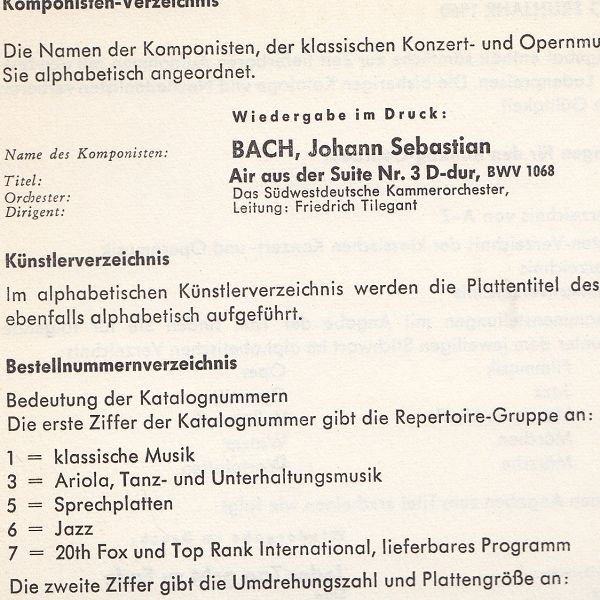 Komponisten-Verzeichnis
Die Namen der Komponisten, der klassischen Konzert- und Opernmu
Sie alphabetisch angeordnet.
Wiedergabe im Druck:
Name des Komponisten: BACH, Johann Sebastian
Titel: Air aus der Suite Nr. 3 D-dur, BWV 1068
Orchester: Das Südwestdeutsche Kammerorchester,
Dirigent: Leitung: Friedrich Tilegant
Künstlerverzeichnis
Im alphabetischen Künstlerverzeichnis werden die Plattentitel des
ebenfalls alphabetisch aufgeführt.
Bestellnummernverzeichnis
Bedeutung der Katalognummern
Die erste Ziffer der Katalognummer gibt die Repertoire-Gruppe an:
1 = klassische Musik
3 = Ariola, Tanz- und Unterhaltungsmusik
5 = Sprechplatten
6 = Jazz
7 = 20th Fox und Top Rank International, lieferbares Programm
Die zweite Ziffer gibt die Umdrehungszahl und Plattengröße an: